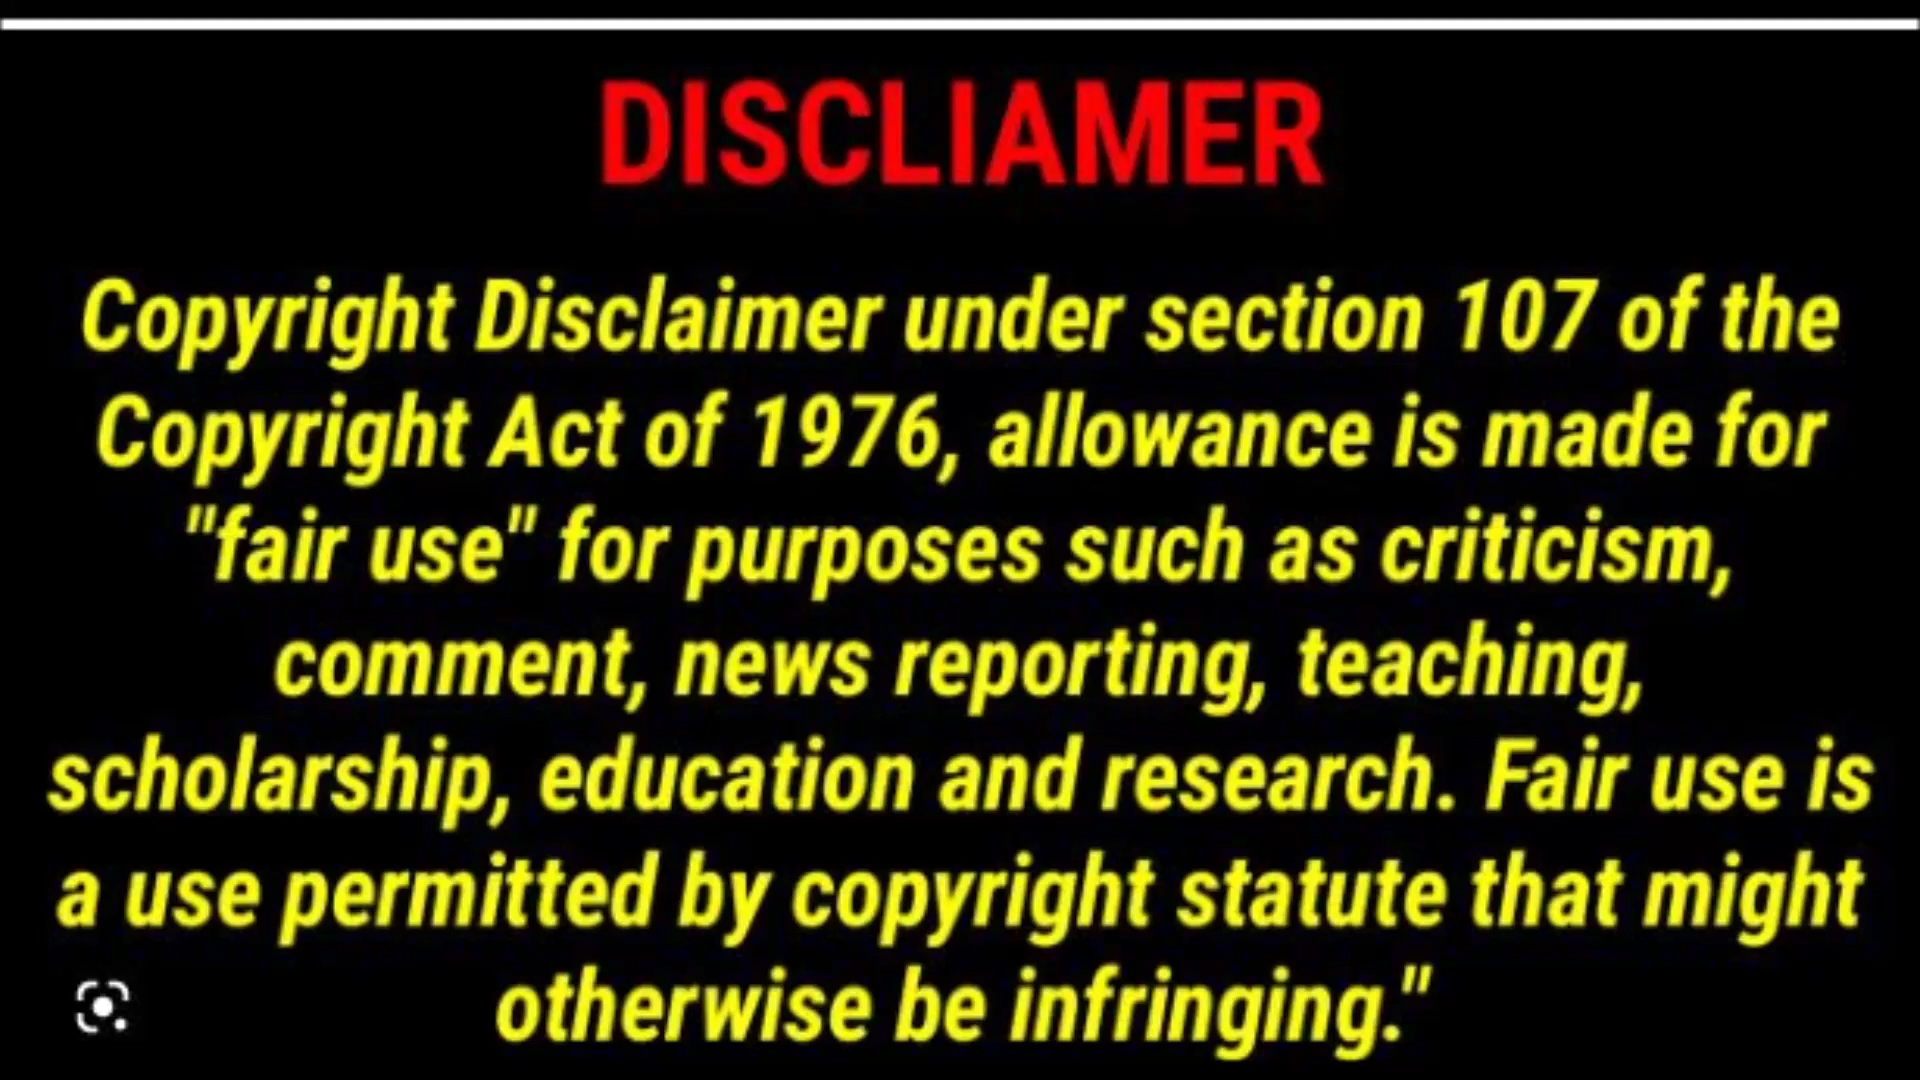 DISCLIAMER
Copyright Disclaimer under section 107 of the
Copyright Act of 1976, allowance is made for
"fair use" for purposes such as criticism,
comment, news reporting, teaching,
scholarship, education and research. Fair use is
a use permitted by copyright statute that might
otherwise be infringing."